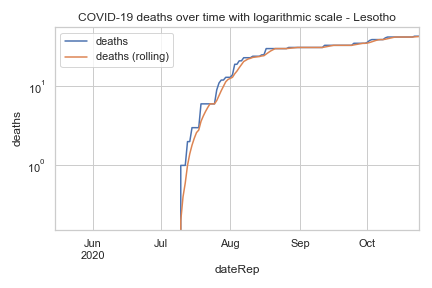 COVID-19 deaths over time with logarithmic scale - Lesotho
deaths
deaths (rolling)
10¹
10⁰
deaths
Jun Jul Aug Sep Oct
2020
dateRep